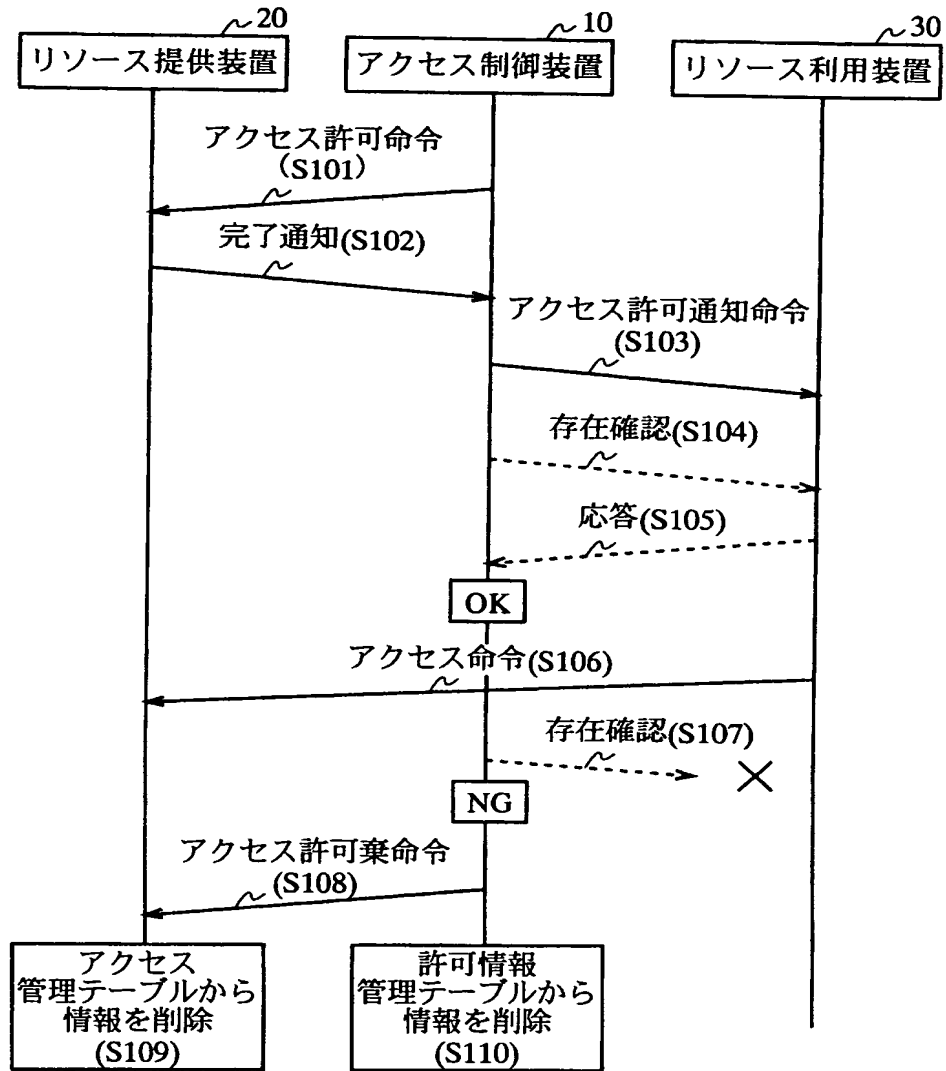 20
10
30
リソース提供装置
アクセス制御装置
リソース利用装置
アクセス許可命令
(S101)
完了通知(S102)
アクセス許可通知命令
(S103)
存在確認(S104)
応答(S105)
OK
アクセス命令(S106)
存在確認(S107)
NG
アクセス許可棄命令
(S108)
アクセス
管理テーブルから
情報を削除
(S109)
許可情報
管理テーブルから
情報を削除
(S110)